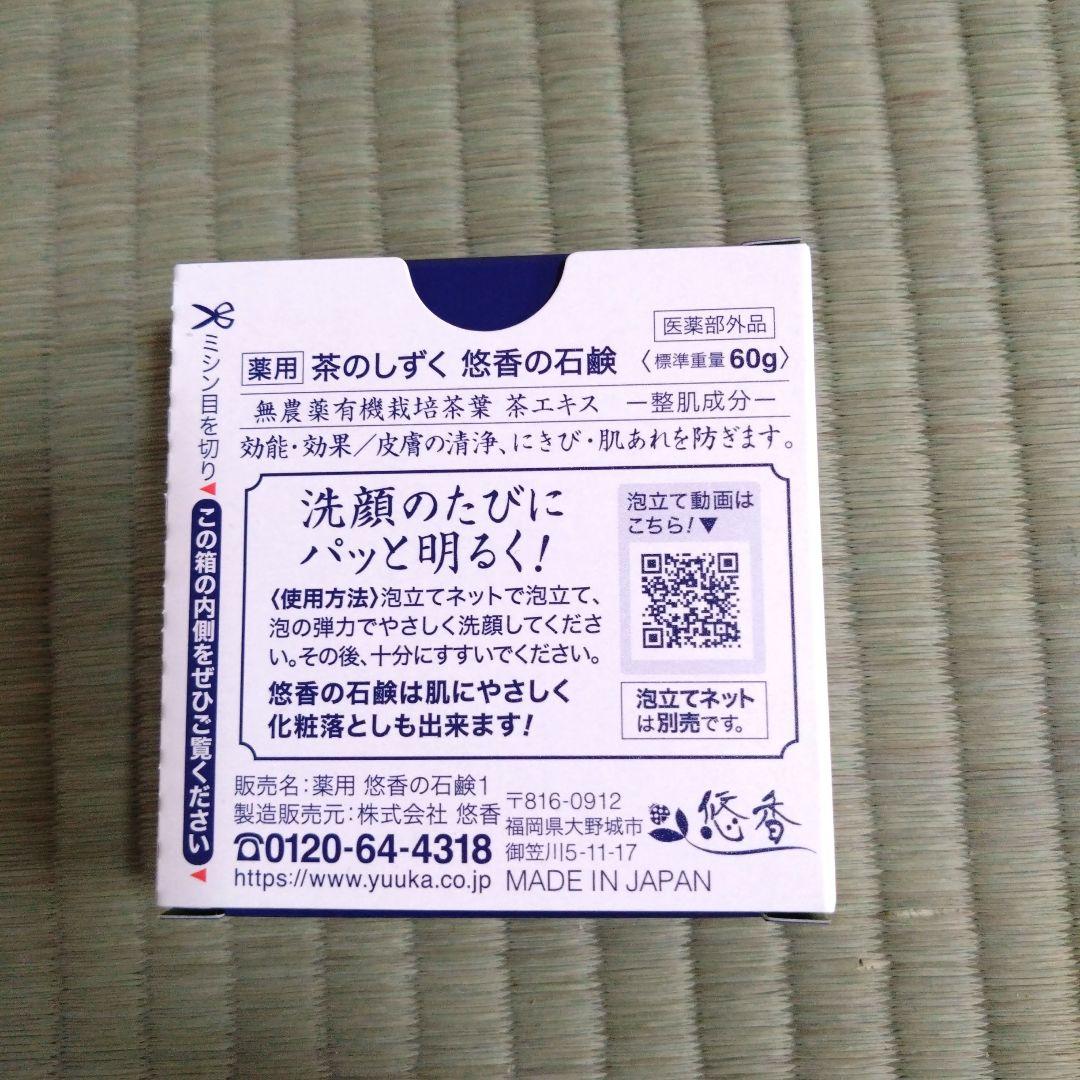 医薬部外品
薬用 茶のしずく 悠香の石鹸 〈標準重量60g〉
無農薬有機栽培茶葉 茶エキス ー整肌成分ー
効能・効果／皮膚の清浄、にきび・肌あれを防ぎます。
洗顔のたびに
パッと明るく!
〈使用方法〉泡立てネットで泡立て、
泡の弾力でやさしく洗顔してくださ
い。その後、十分にすすいでください。
悠香の石鹸は肌にやさしく
化粧落としも出来ます!
泡立て動画は
こちら!▼
泡立てネット
は別売です。
販売名:薬用 悠香の石鹸1
製造販売元:株式会社 悠香
☎0120-64-4318
https://www.yuuka.co.jp
〒816-0912
福岡県大野城市
御笠川5-11-17
MADE IN JAPAN
悠香
ミシン目を切り
この箱の内側をぜひご覧ください